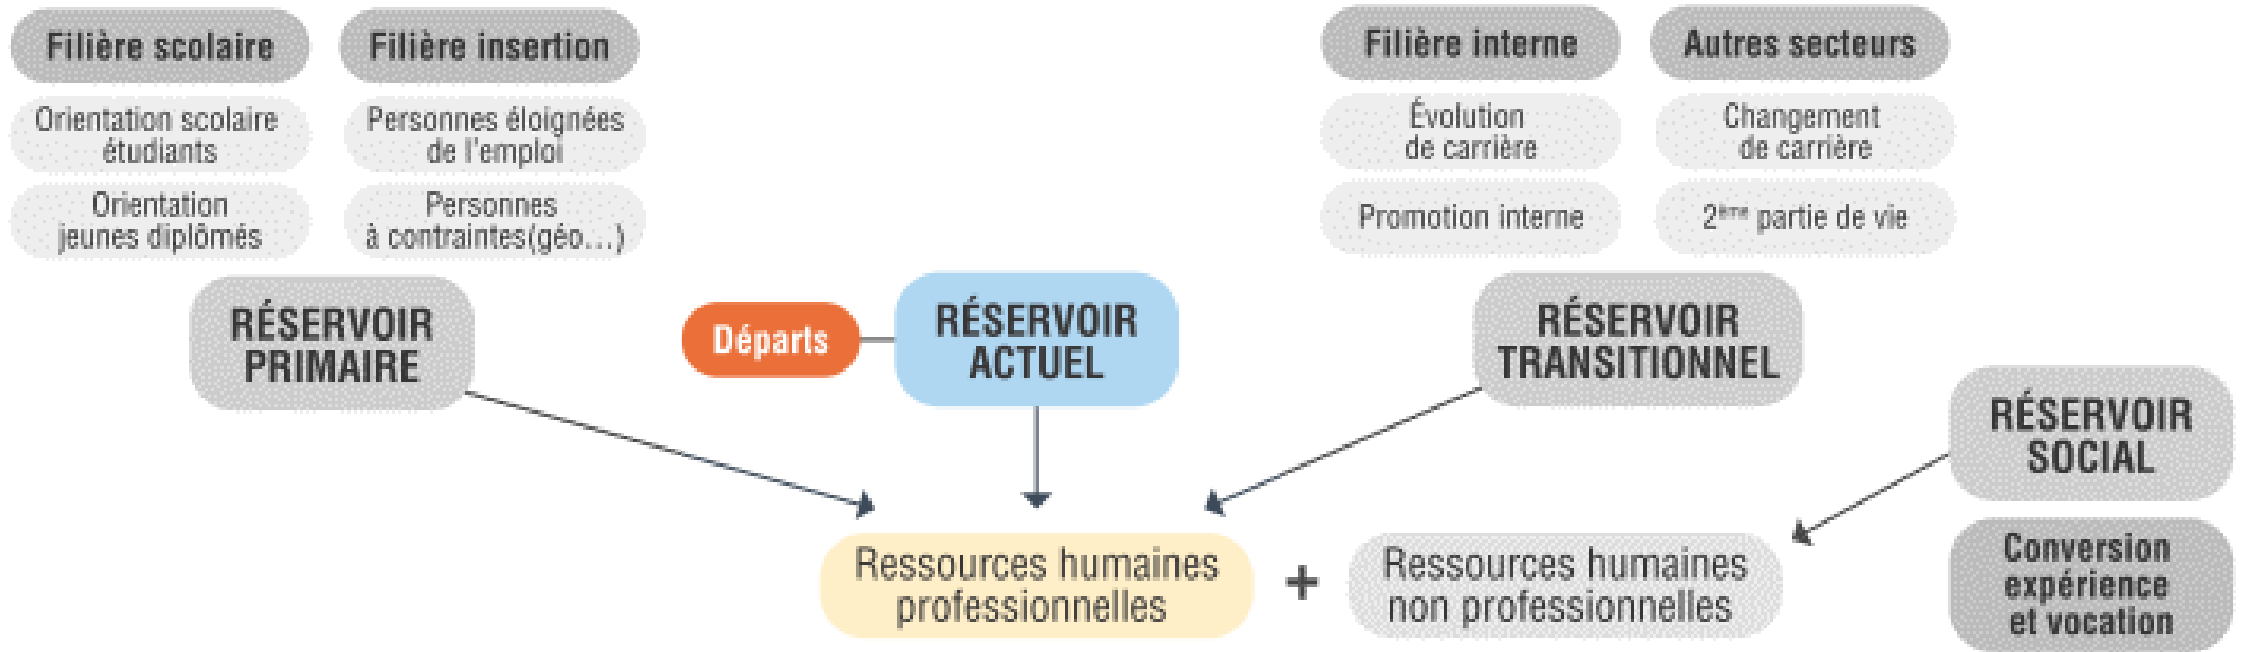 Filière scolaire
Orientation scolaire
étudiants
Orientation
jeunes diplômés
Filière insertion
Personnes éloignées
de l'emploi
Personnes
à contraintes(géo...)
RÉSERVOIR
PRIMAIRE
Départs
RÉSERVOIR
ACTUEL
Filière interne
Évolution
de carrière
Promotion interne
Autres secteurs
Changement
de carrière
2ème partie de vie
RÉSERVOIR
TRANSITIONNEL
RÉSERVOIR
SOCIAL
Conversion
expérience
et vocation
Ressources humaines
professionnelles
+
Ressources humaines
non professionnelles